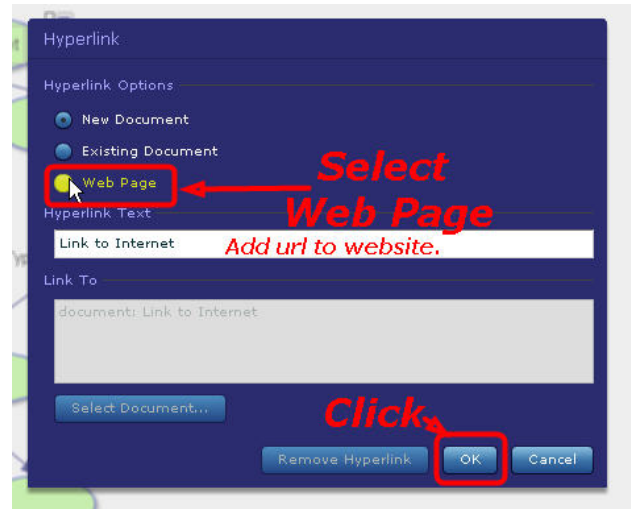 Hyperlink
Hyperlink Options
New Document
Existing Document
Select
Web Page
Web Page
Hyperlink Text
Link to Internet
Add url to website.
Link To
document: Link to Internet
Select Document...
Click
Remove Hyperlink
OK
Cancel